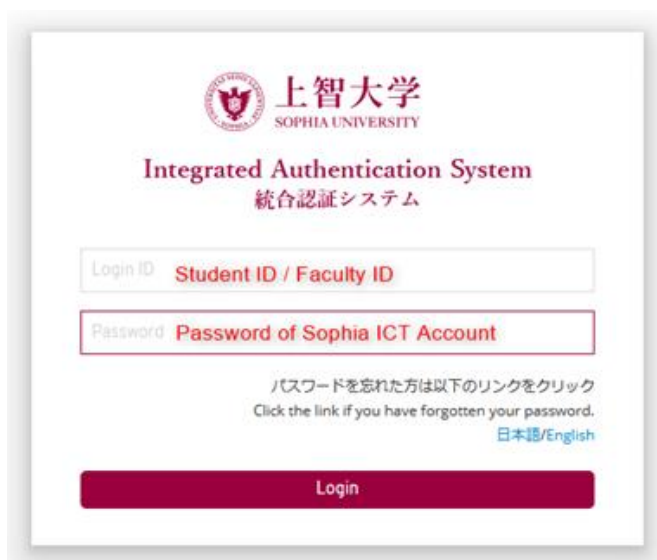 上智大学
SOPHIA UNIVERSITY
Integrated Authentication System
統合認証システム
Login ID Student ID / Faculty ID
Password Password of Sophia ICT Account
パスワードを忘れた方は以下のリンクをクリック
Click the link if you have forgotten your password.
日本語/English
Login